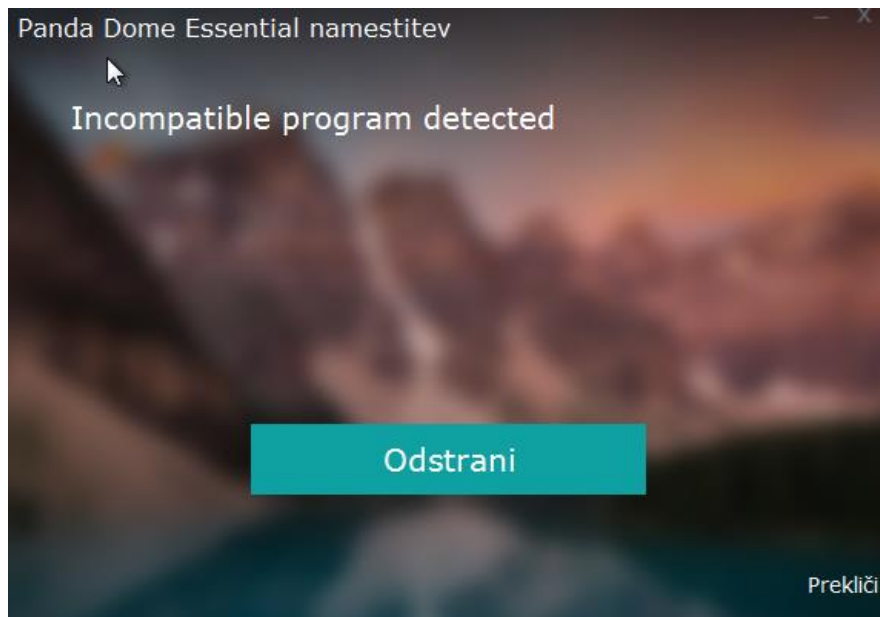 Panda Dome Essential namestitev
Incompatible program detected
Odstrani
Prekliči